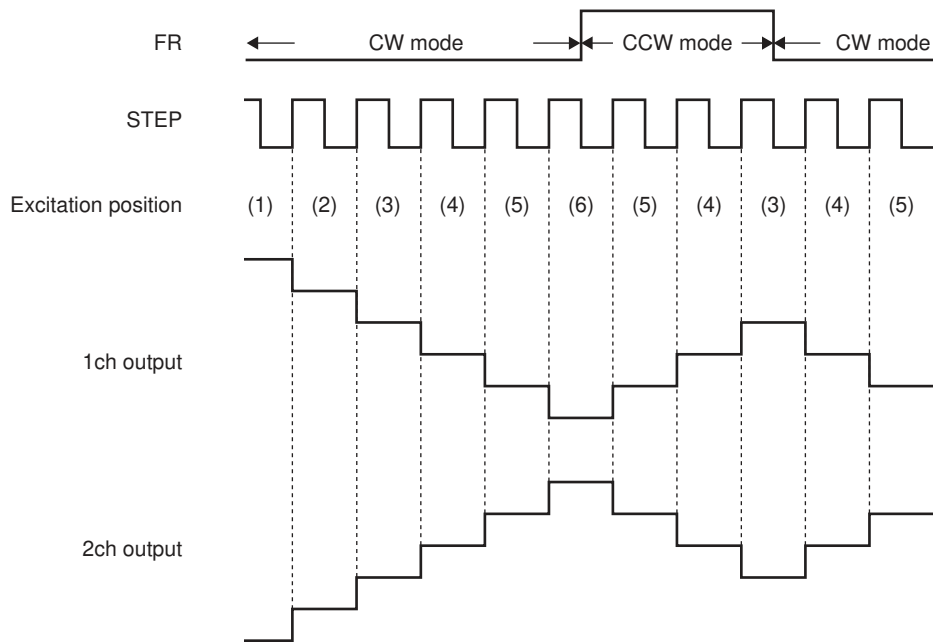 FR
CW mode
CCW mode
CW mode
STEP
Excitation position
(1) (2) (3) (4) (5) (6) (5) (4) (3) (4) (5)
1ch output
2ch output